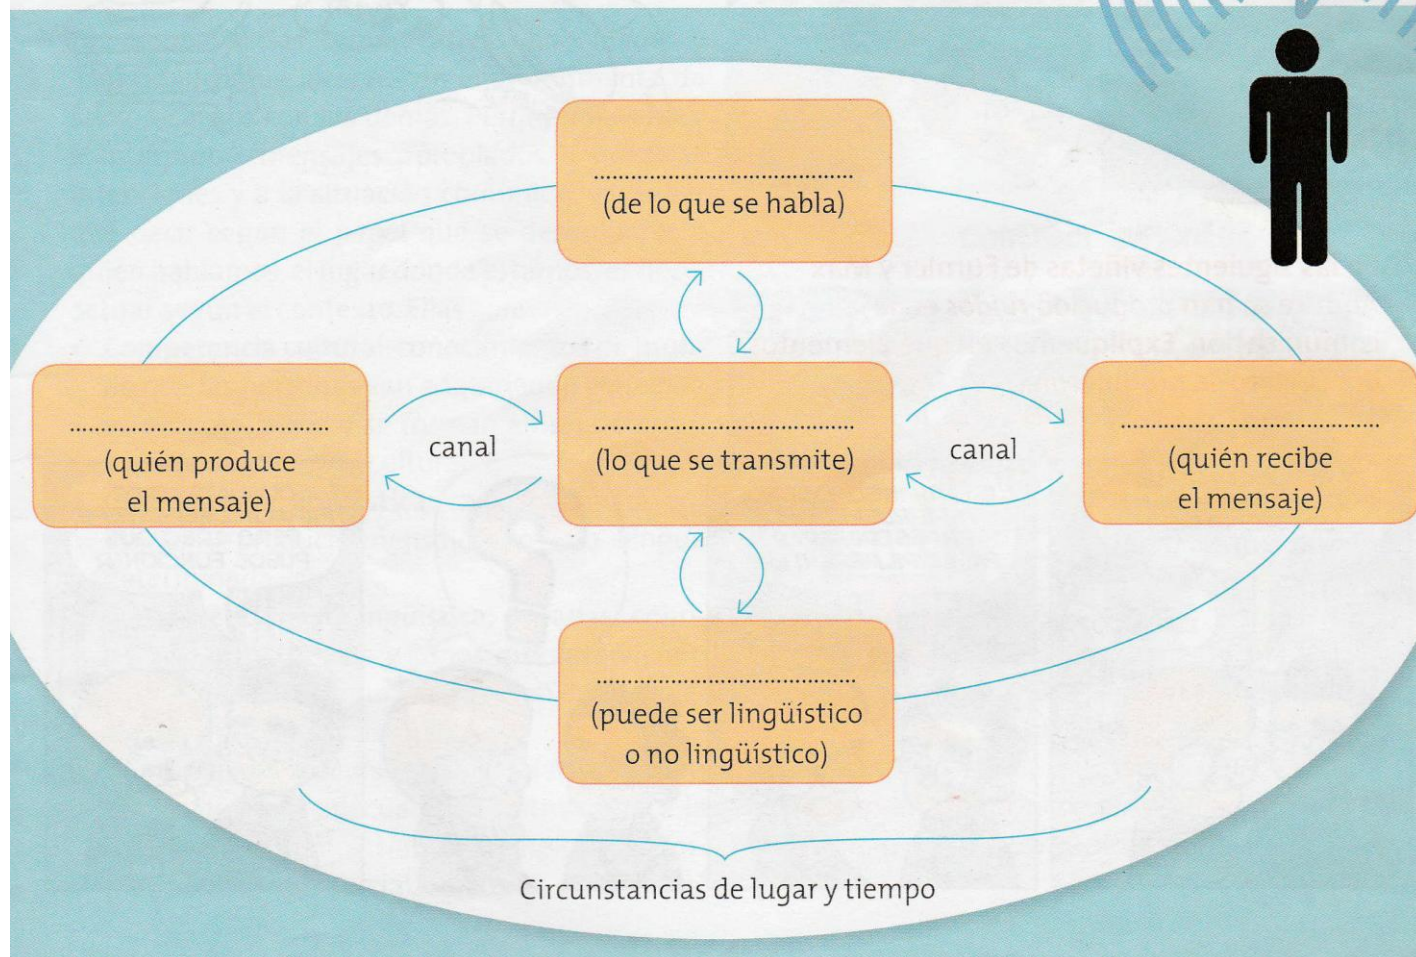 ....................................
(de lo que se habla)
....................................
(quién produce
el mensaje)
canal
....................................
(lo que se transmite)
canal
....................................
(quién recibe
el mensaje)
....................................
(puede ser lingüístico
o no lingüístico)
Circunstancias de lugar y tiempo